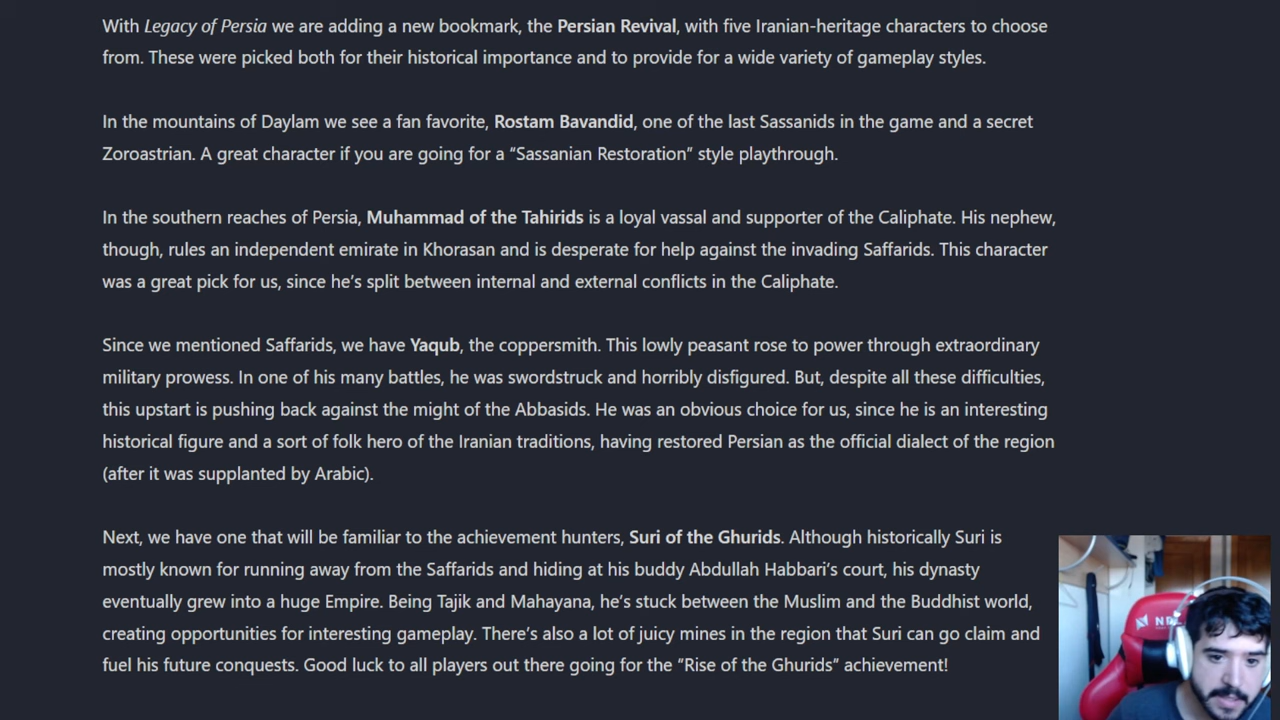 With Legacy of Persia we are adding a new bookmark, the Persian Revival, with five Iranian-heritage characters to choose
from. These were picked both for their historical importance and to provide for a wide variety of gameplay styles.
In the mountains of Daylam we see a fan favorite, Rostam Bavandid, one of the last Sassanids in the game and a secret
Zoroastrian. A great character if you are going for a “Sassanian Restoration” style playthrough.
In the southern reaches of Persia, Muhammad of the Tahirids is a loyal vassal and supporter of the Caliphate. His nephew,
though, rules an independent emirate in Khorasan and is desperate for help against the invading Saffarids. This character
was a great pick for us, since he’s split between internal and external conflicts in the Caliphate.
Since we mentioned Saffarids, we have Yaqub, the coppersmith. This lowly peasant rose to power through extraordinary
military prowess. In one of his many battles, he was swordstruck and horribly disfigured. But, despite all these difficulties,
this upstart is pushing back against the might of the Abbasids. He was an obvious choice for us, since he is an interesting
historical figure and a sort of folk hero of the Iranian traditions, having restored Persian as the official dialect of the region
(after it was supplanted by Arabic).
Next, we have one that will be familiar to the achievement hunters, Suri of the Ghurids. Although historically Suri is
mostly known for running away from the Saffarids and hiding at his buddy Abdullah Habbari’s court, his dynasty
eventually grew into a huge Empire. Being Tajik and Mahayana, he’s stuck between the Muslim and the Buddhist world,
creating opportunities for interesting gameplay. There’s also a lot of juicy mines in the region that Suri can go claim and
fuel his future conquests. Good luck to all players out there going for the “Rise of the Ghurids” achievement!